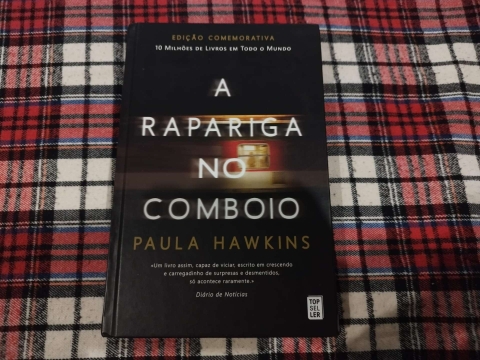 EDIÇÃO COMEMORATIVA
10 MILHÕES DE LIVROS EM TODO O MUNDO
A
RAPARIGA
NO
COMBOIO
PAULA HAWKINS
«Um livro assim, capaz de viciar, escrito em crescendo
e carregadinho de surpresas e desmentidos,
só acontece raramente.»
Diário de Notícias
TOP
SEL
LER